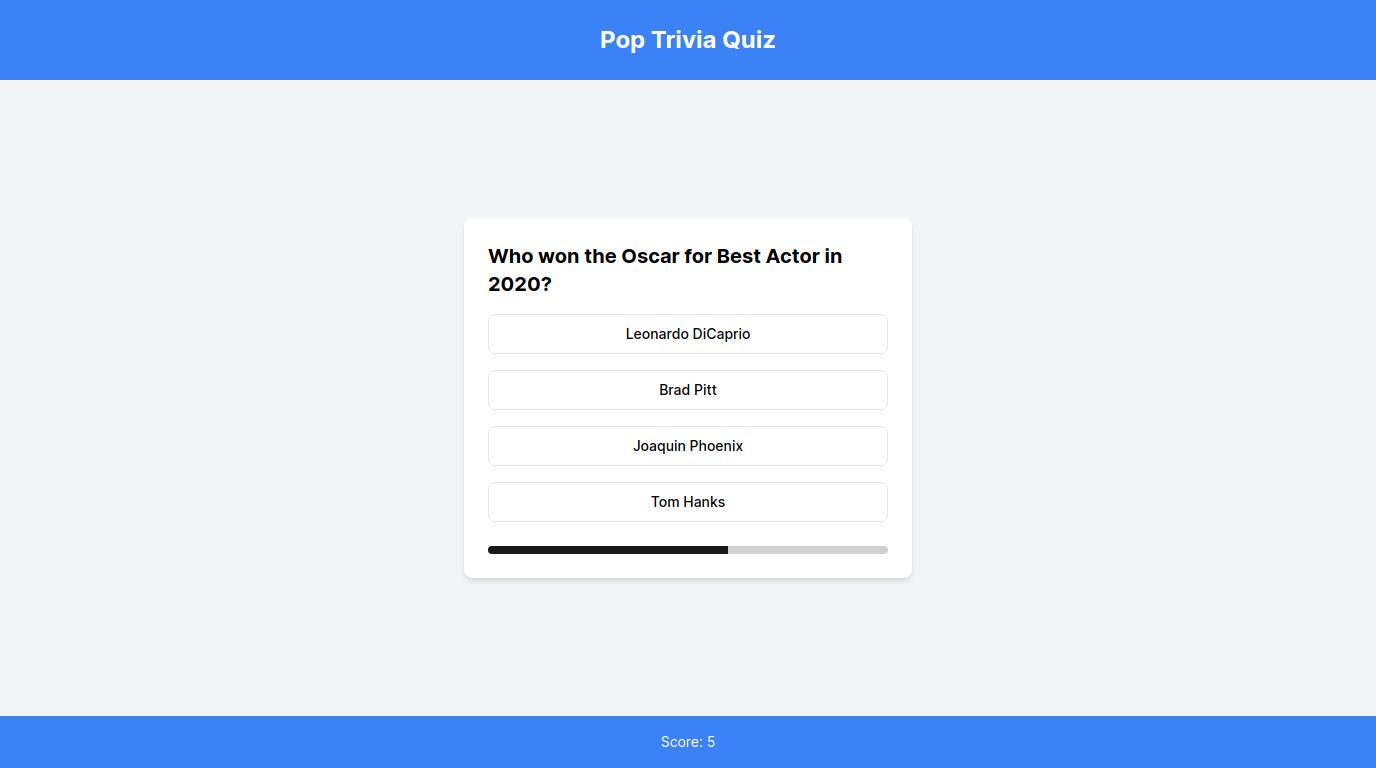 Pop Trivia Quiz
Who won the Oscar for Best Actor in
2020?
Leonardo DiCaprio
Brad Pitt
Joaquin Phoenix
Tom Hanks
Score: 5